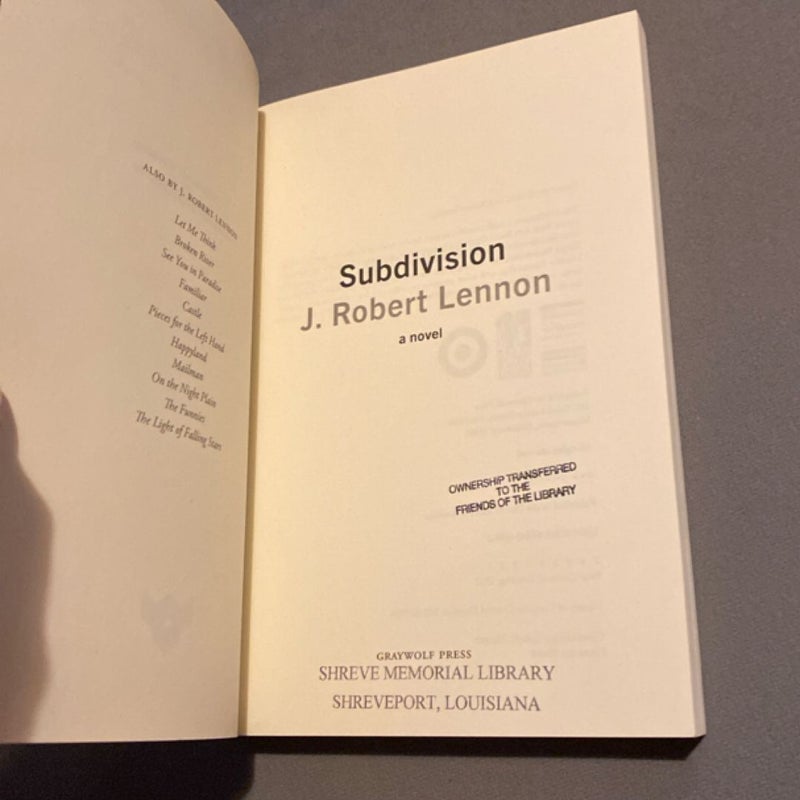 ALSO BY J. ROBERT LENNON
Let Me Think
Broken River
See You in Paradise
Familiar
Castle
Pieces for the Left Hand
Happyland
Mailman
On the Night Plain
The Funnies
The Light of Falling Stars
Subdivision
J. Robert Lennon
a novel
OWNERSHIP TRANSFERRED
TO THE
FRIENDS OF THE LIBRARY
GRAYWOLF PRESS
SHREVE MEMORIAL LIBRARY
SHREVEPORT, LOUISIANA